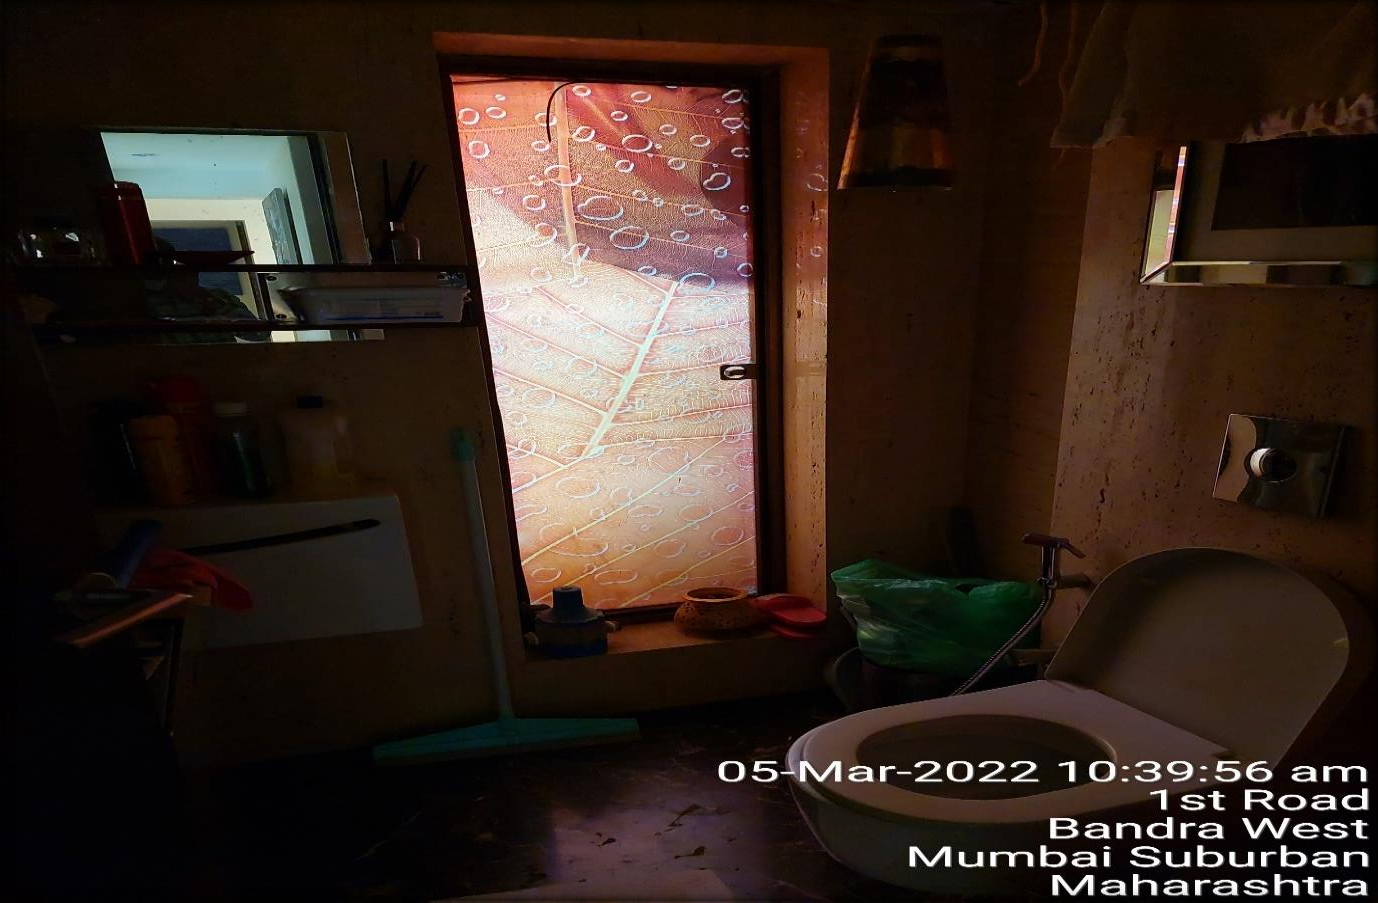 05-Mar-2022 10:39:56 am
1st Road
Bandra West
Mumbai Suburban
Maharashtra